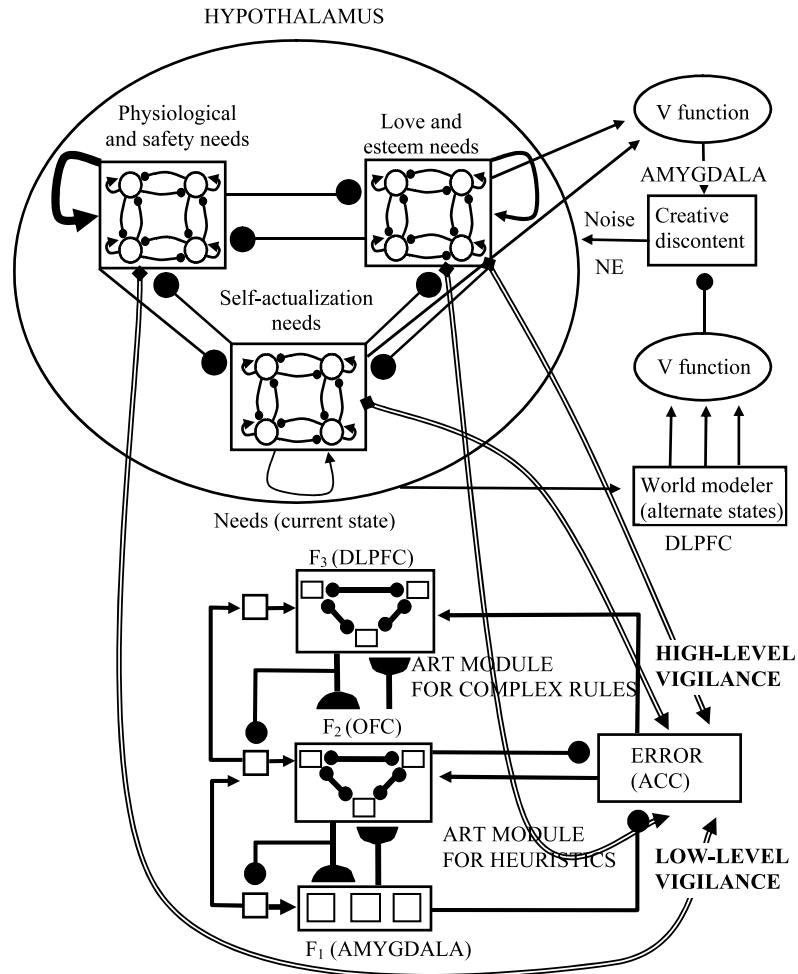 HYPOTHALAMUS
Physiological
and safety needs
Love and
esteem needs
V function
AMYGDALA
Creative
discontent
Noise
NE
Self-actualization
needs
V function
World modeler
(alternate states)
DLPFC
Needs (current state)
F3 (DLPFC)
ART MODULE
FOR COMPLEX RULES
HIGH-LEVEL
VIGILANCE
F2 (OFC)
ERROR
(ACC)
ART MODULE
FOR HEURISTICS
LOW-LEVEL
VIGILANCE
F1 (AMYGDALA)